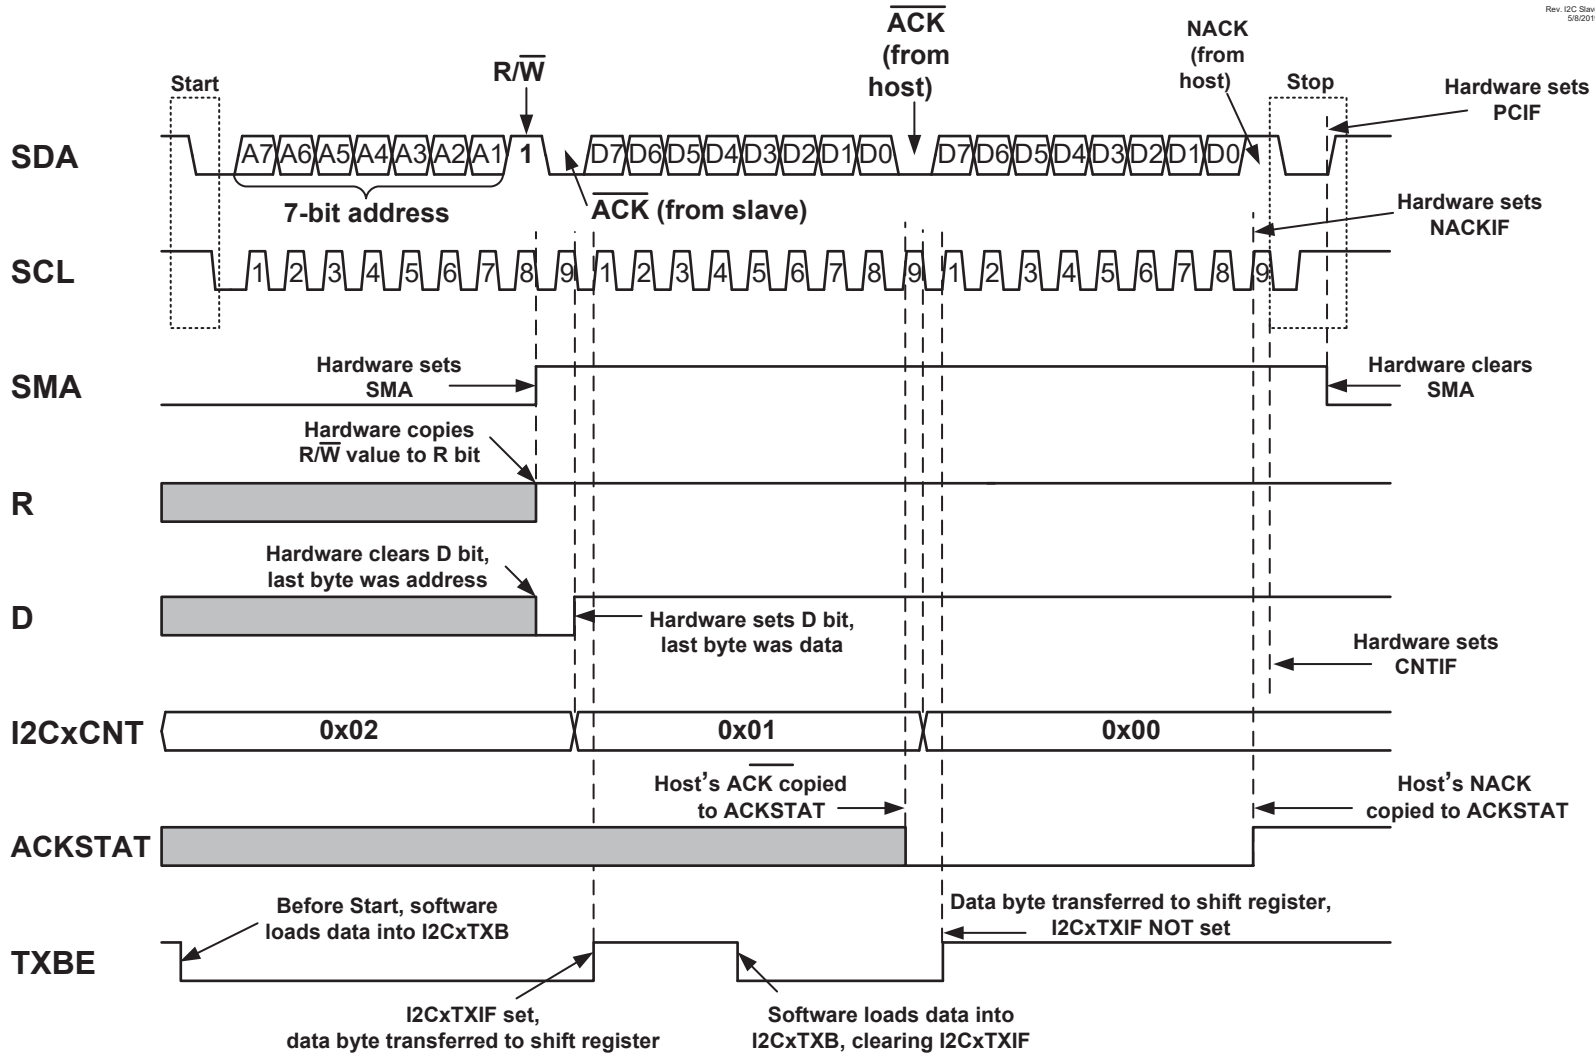 Rev. I2C Slav
5/8/201
Start
R/W
ACK
(from
host)
NACK
(from
host)
Stop
Hardware sets
PCIF
SDA
A7 A6 A5 A4 A3 A2 A1 1 D7 D6 D5 D4 D3 D2 D1 D0 D7 D6 D5 D4 D3 D2 D1 D0
7-bit address
ACK (from slave)
Hardware sets
NACKIF
SCL
1 2 3 4 5 6 7 8 9 1 2 3 4 5 6 7 8 9 1 2 3 4 5 6 7 8 9
SMA
Hardware sets
SMA
Hardware clears
SMA
Hardware copies
R/W value to R bit
R
Hardware clears D bit,
last byte was address
D
Hardware sets D bit,
last byte was data
Hardware sets
CNTIF
I2CxCNT
0x02 0x01 0x00
Host's ACK copied
to ACKSTAT
Host's NACK
copied to ACKSTAT
ACKSTAT
Before Start, software
loads data into I2CxTXB
Data byte transferred to shift register,
I2CxTXIF NOT set
TXBE
I2CxTXIF set,
data byte transferred to shift register
Software loads data into
I2CxTXB, clearing I2CxTXIF